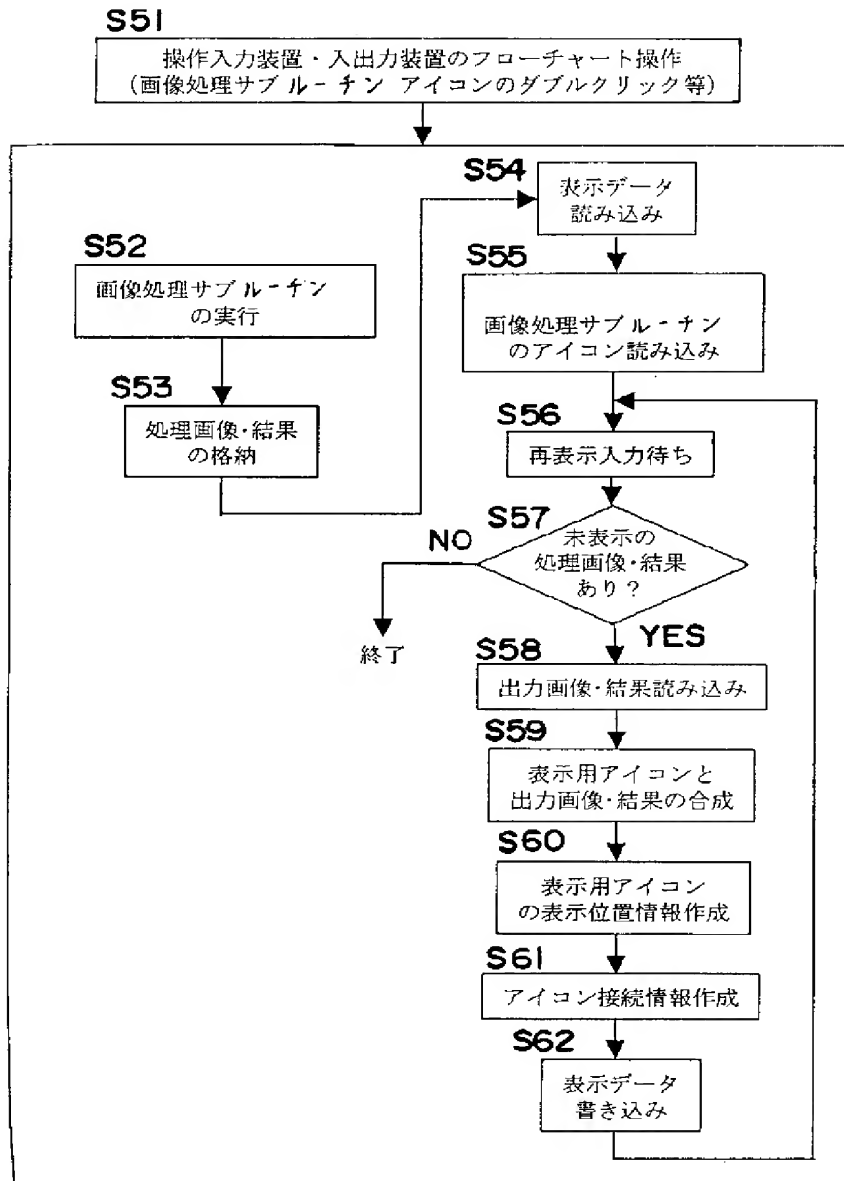 S51
操作入力装置・入出力装置のフローチャート操作
(画像処理サブルーチン アイコンのダブルクリック等)
S52
画像処理サブルーチン
の実行
S53
処理画像・結果
の格納
S54
表示データ
読み込み
S55
画像処理サブルーチン
のアイコン読み込み
S56
再表示入力待ち
S57
未表示の
処理画像・結果
あり?
NO
終了
YES
S58
出力画像・結果読み込み
S59
表示用アイコンと
出力画像・結果の合成
S60
表示用アイコン
の表示位置情報作成
S61
アイコン接続情報作成
S62
表示データ
書き込み